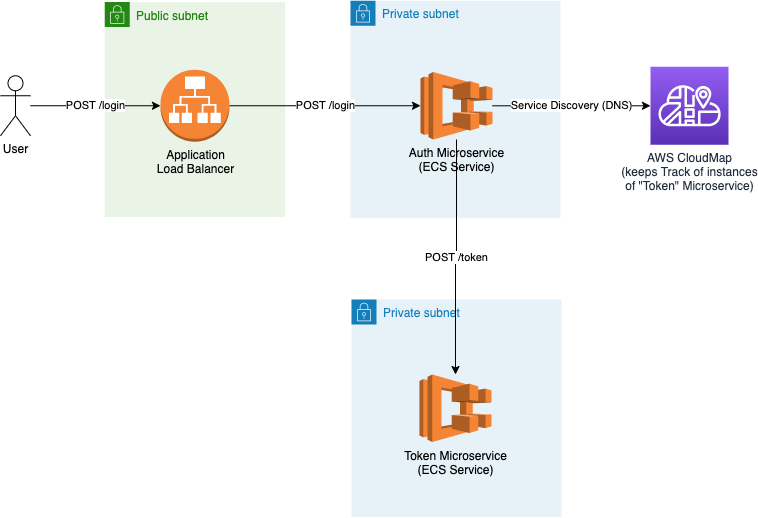 Public subnet
Private subnet
POST /login
POST /login
Service Discovery (DNS)
User
Application
Load Balancer
Auth Microservice
(ECS Service)
AWS CloudMap
(keeps Track of instances
of "Token" Microservice)
POST /token
Private subnet
Token Microservice
(ECS Service)